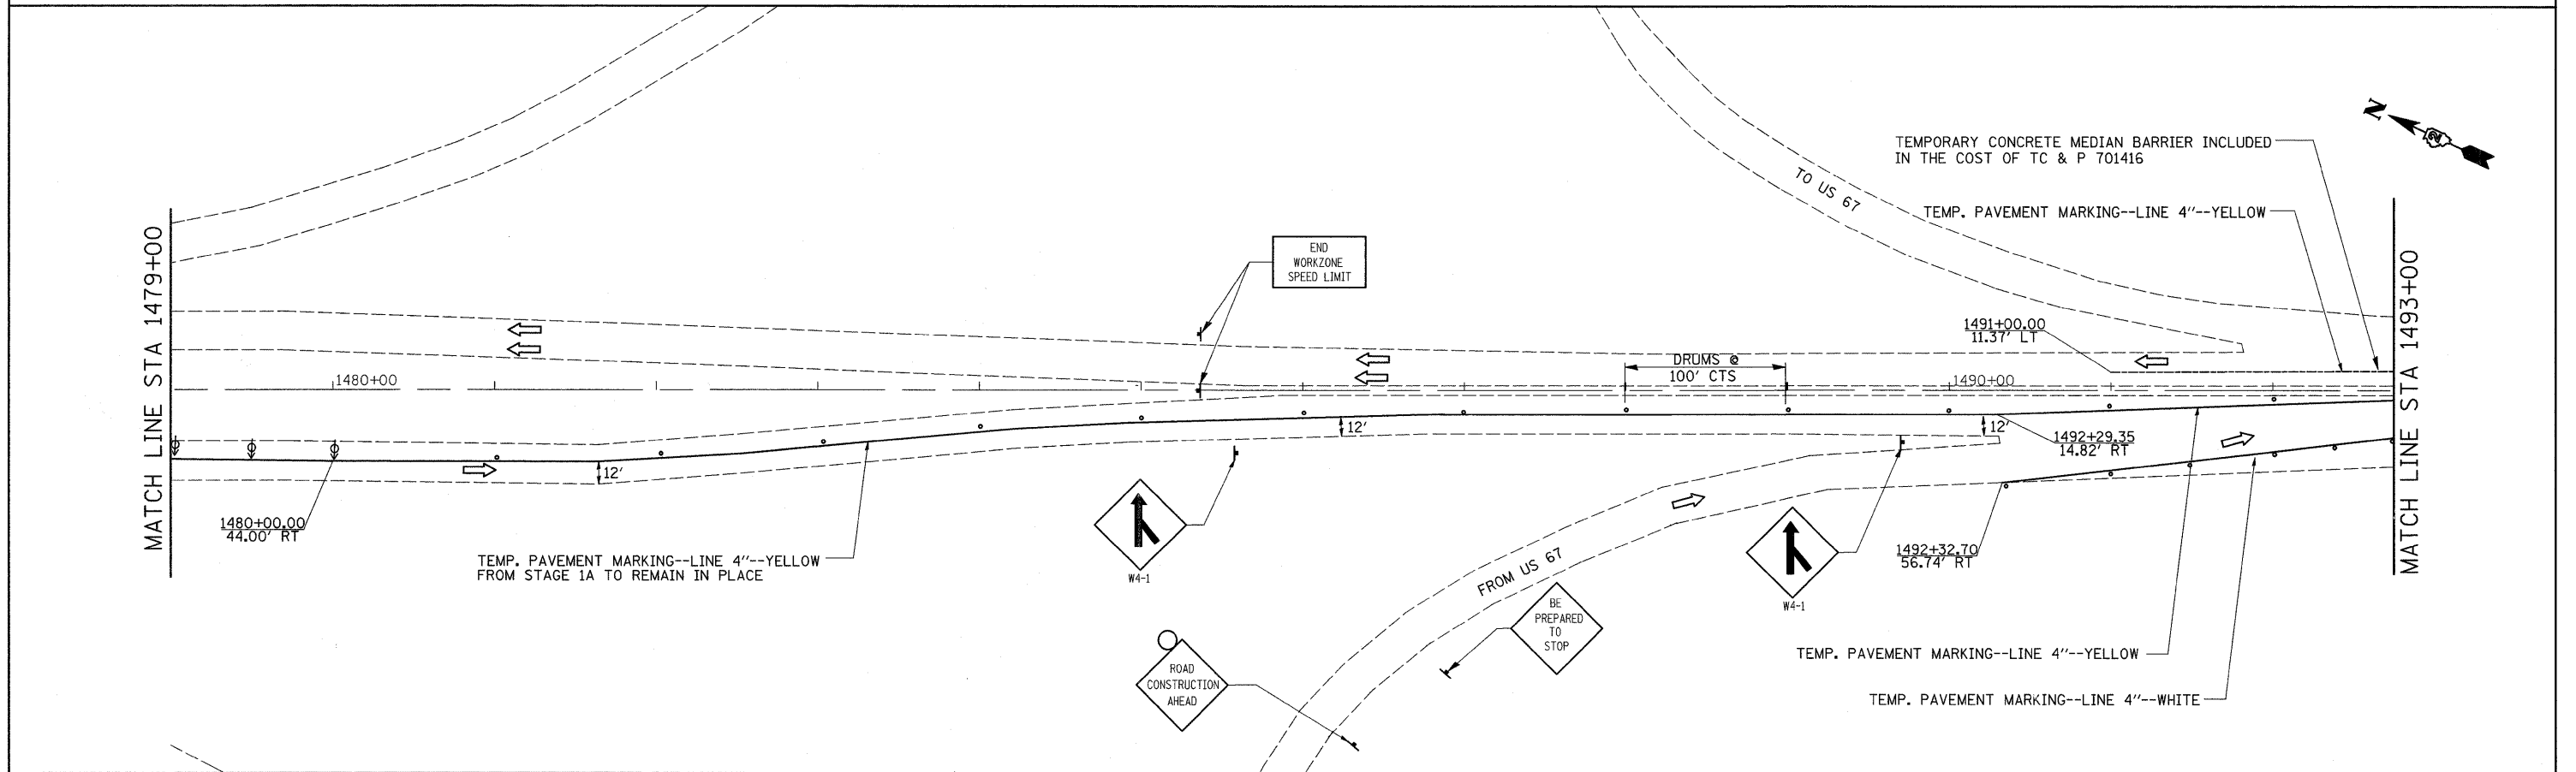 N
2
TEMPORARY CONCRETE MEDIAN BARRIER INCLUDED
IN THE COST OF TC & P 701416
TO US 67
TEMP. PAVEMENT MARKING--LINE 4"--YELLOW
MATCH LINE STA 1479+00
END
WORKZONE
SPEED LIMIT
MATCH LINE STA 1493+00
1491+00.00
11.37' LT
DRUMS @
100' CTS
1480+00
1490+00
12'
12'
12'
1492+29.35
14.82' RT
1480+00.00
44.00' RT
TEMP. PAVEMENT MARKING--LINE 4"--YELLOW
FROM STAGE 1A TO REMAIN IN PLACE
W4-1
FROM US 67
1492+32.70
56.74' RT
W4-1
BE
PREPARED
TO
STOP
ROAD
CONSTRUCTION
AHEAD
TEMP. PAVEMENT MARKING--LINE 4"--YELLOW
TEMP. PAVEMENT MARKING--LINE 4"--WHITE